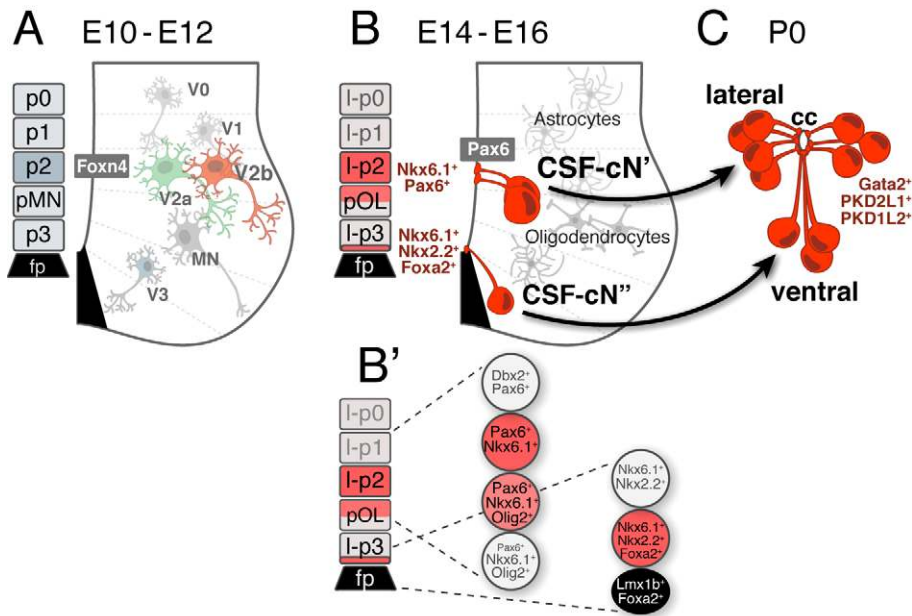 A
E10 - E12
p0
p1
p2
pMN
p3
fp
Foxn4
V0
V1
V2b
V2a
MN
V3
B
E14 - E16
l-p0
l-p1
l-p2
pOL
l-p3
fp
Nkx6.1⁺
Pax6⁺
Nkx6.1⁺
Nkx2.2⁺
Foxa2⁺
Pax6
Astrocytes
CSF-cN'
Oligodendrocytes
CSF-cN"
C
P0
lateral
cc
Gata2⁺
PKD2L1⁺
PKD1L2⁺
ventral
B'
l-p0
l-p1
l-p2
pOL
l-p3
fp
Dbx2⁺
Pax6⁺
Pax6⁺
Nkx6.1⁺
Pax6⁺
Nkx6.1⁺
Olig2⁺
Pax6⁺
Nkx6.1⁺
Olig2⁺
Nkx6.1⁺
Nkx2.2⁺
Nkx6.1⁺
Nkx2.2⁺
Foxa2⁺
Lmx1b⁺
Foxa2⁺